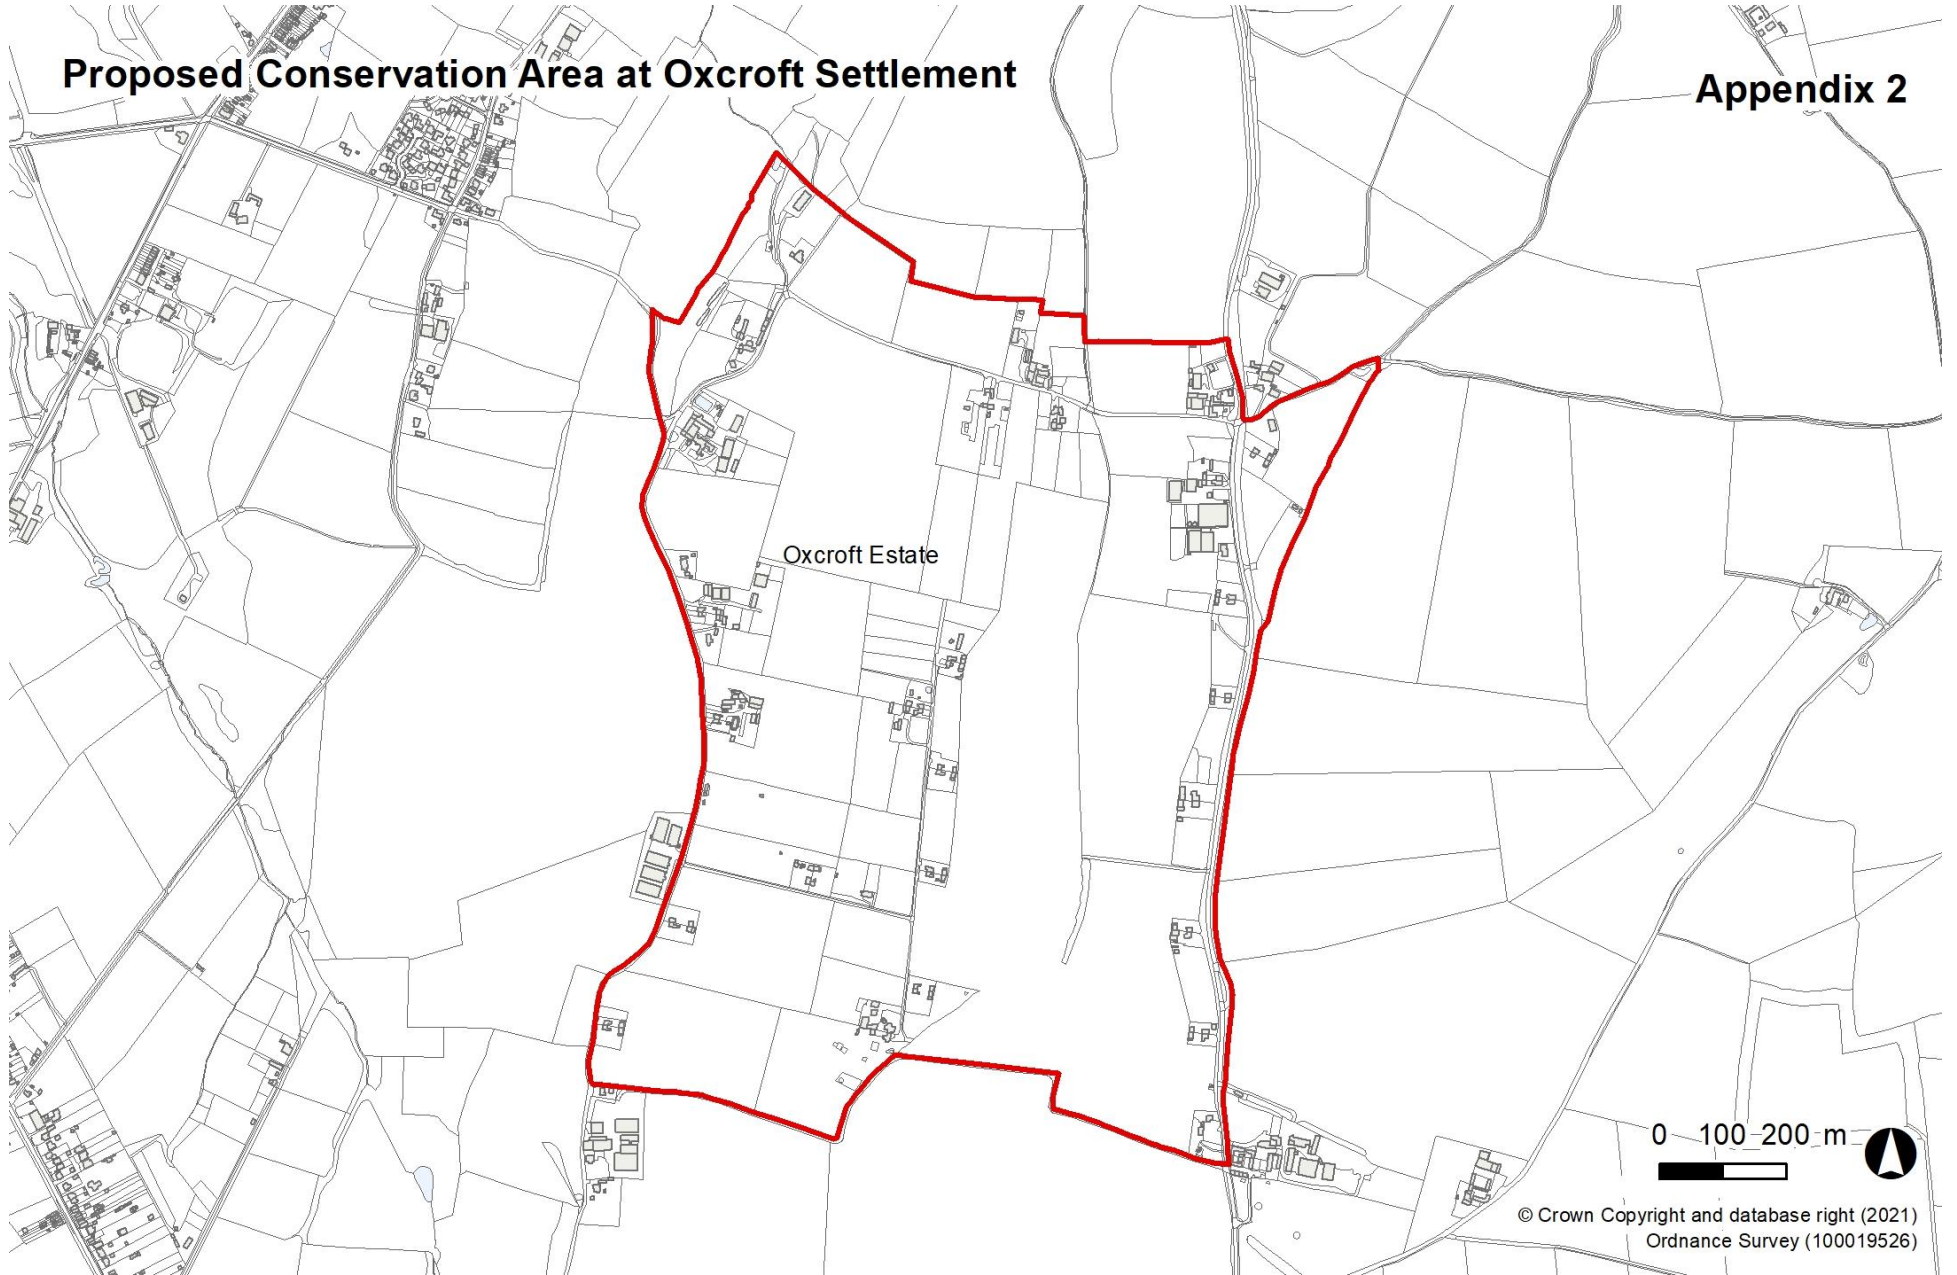 Proposed Conservation Area at Oxcroft Settlement
Appendix 2
Oxcroft Estate
0 100 200 m
© Crown Copyright and database right (2021)
Ordnance Survey (100019526)